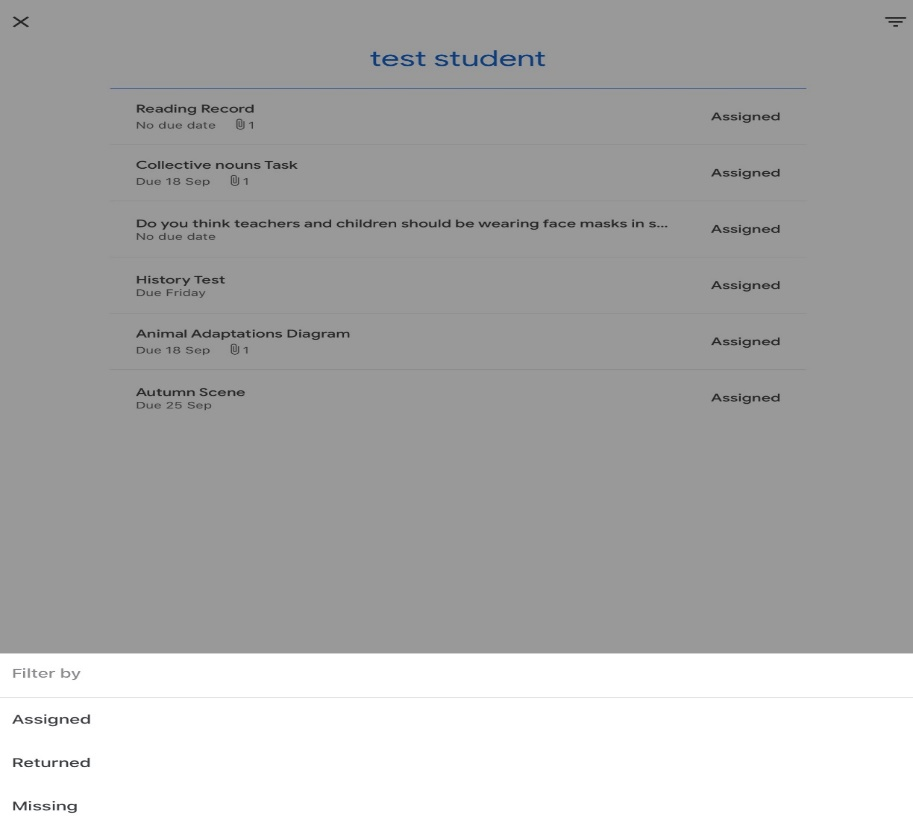 test student
Reading Record
Assigned
No due date 1
Collective nouns Task
Assigned
Due 18 Sep 1
Do you think teachers and children should be wearing face masks in s...
Assigned
No due date
History Test
Assigned
Due Friday
Animal Adaptations Diagram
Assigned
Due 18 Sep 1
Autumn Scene
Assigned
Due 25 Sep
Filter by
Assigned
Returned
Missing